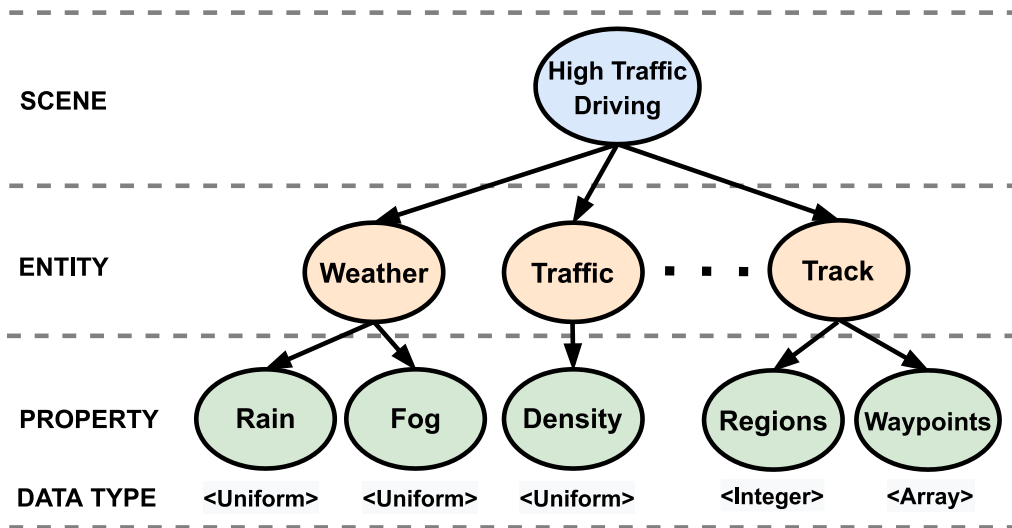 High Traffic
Driving
SCENE
ENTITY
Weather
Traffic
Track
PROPERTY
Rain
Fog
Density
Regions
Waypoints
DATA TYPE
<Uniform>
<Uniform>
<Uniform>
<Integer>
<Array>